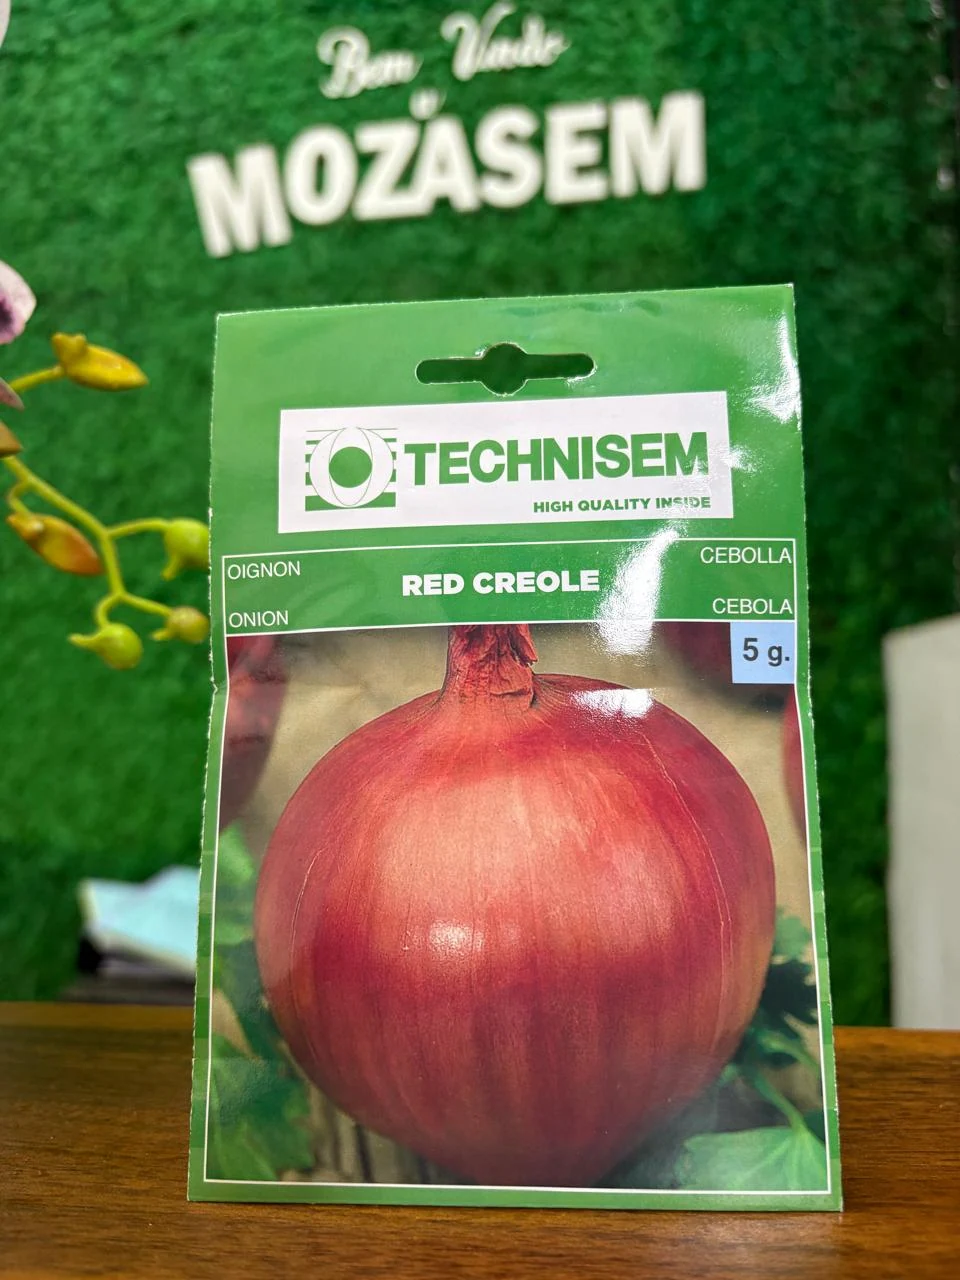 Bem Vindo
à
MOZASEM
TECHNISEM
HIGH QUALITY INSIDE
OIGNON
CEBOLLA
RED CREOLE
ONION
CEBOLA
5 g.